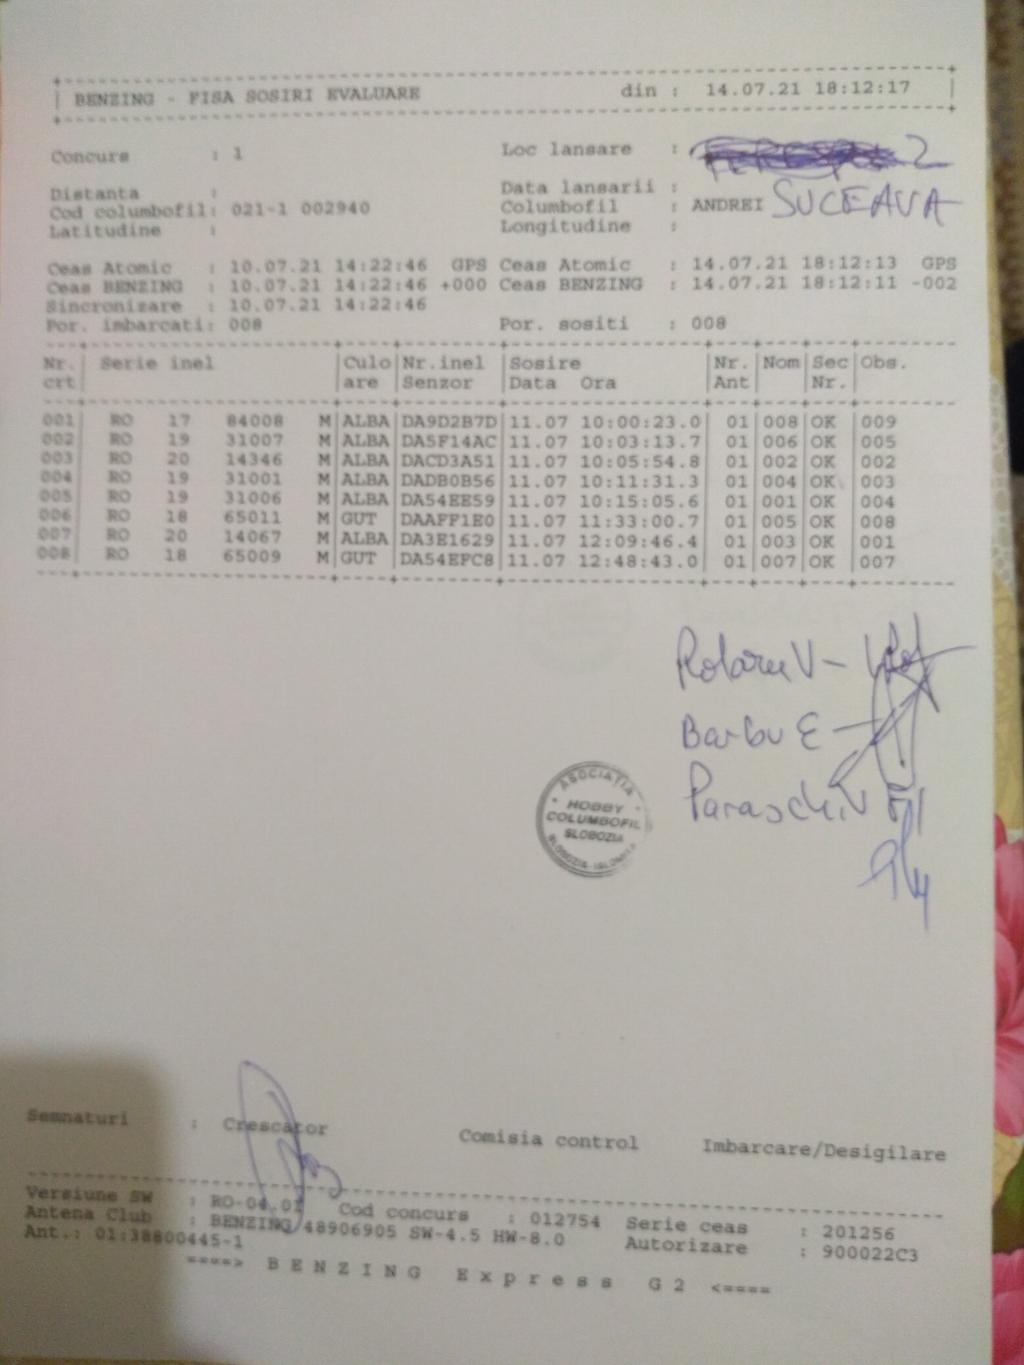 BENZING - FISA SOSIRI EVALUARE din : 14.07.21 18:12:17
Concurs : 1 Loc lansare : 2
Distanta : Data lansarii :
Cod columbofil: 021-1 002940 Columbofil : ANDREI SUCEAVA
Latitudine : Longitudine :
Ceas Atomic : 10.07.21 14:22:46 GPS Ceas Atomic : 14.07.21 18:12:13 GPS
Ceas BENZING : 10.07.21 14:22:46 +000 Ceas BENZING : 14.07.21 18:12:11 -002
Sincronizare : 10.07.21 14:22:46
Por. imbarcati: 008 Por. sositi : 008
Nr. Serie inel Culo Nr.inel Sosire Nr. Nom Sec Obs.
crt are Senzor Data Ora Ant Nr.
001 RO 17 84008 M ALBA DA9D2B7D 11.07 10:00:23.0 01 008 OK 009
002 RO 19 31007 M ALBA DA5F14AC 11.07 10:03:13.7 01 006 OK 005
003 RO 20 14346 M ALBA DACD3A51 11.07 10:05:54.8 01 002 OK 002
004 RO 19 31001 M ALBA DADB0B56 11.07 10:11:31.3 01 004 OK 003
005 RO 19 31006 M ALBA DA54EE59 11.07 10:15:05.6 01 001 OK 004
006 RO 18 65011 M GUT DAAFF1E0 11.07 11:33:00.7 01 005 OK 008
007 RO 20 14067 M ALBA DA3E1629 11.07 12:09:46.4 01 003 OK 001
008 RO 18 65009 M GUT DA54EFC8 11.07 12:48:43.0 01 007 OK 007
Rotaru V -
Barbu E -
Paraschiv
ASOCIAȚIA
HOBBY
COLUMBOFIL
SLOBOZIA
SLOBOZIA-IALOMIȚA
Semnaturi : Crescator Comisia control Imbarcare/Desigilare
Versiune SW : RO-04.01 Cod concurs : 012754 Serie ceas : 201256
Antena Club : BENZING 48906905 SW-4.5 HW-8.0 Autorizare : 900022C3
Ant.: 01:38800445-1
====> BENZING Express G2 <====